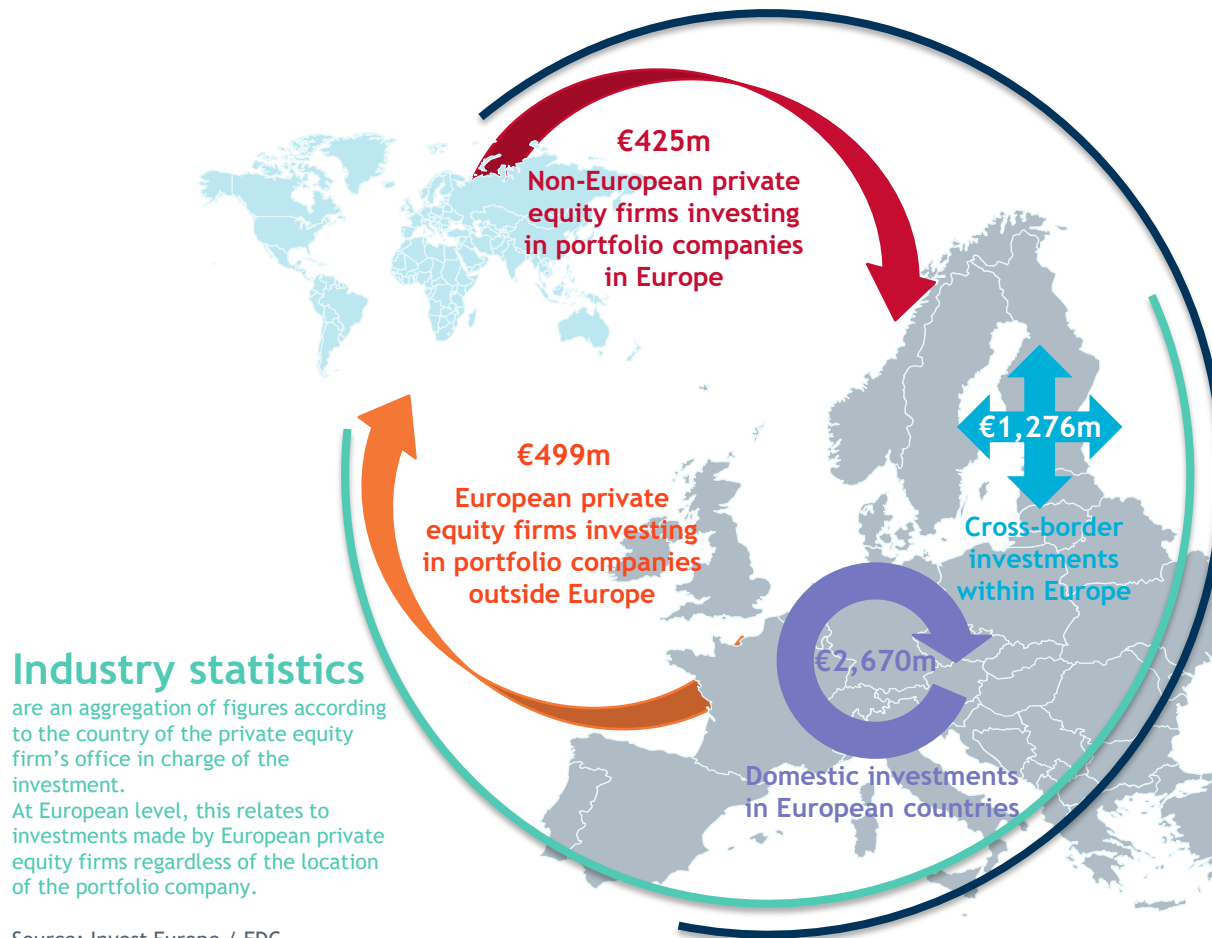 €425m
Non-European private
equity firms investing
in portfolio companies
in Europe
€1,276m
Cross-border
investments
within Europe
€499m
European private
equity firms investing
in portfolio companies
outside Europe
€2,670m
Domestic investments
in European countries
Industry statistics
are an aggregation of figures according
to the country of the private equity
firm’s office in charge of the
investment.
At European level, this relates to
investments made by European private
equity firms regardless of the location
of the portfolio company.
Source: Invest Europe / EDC